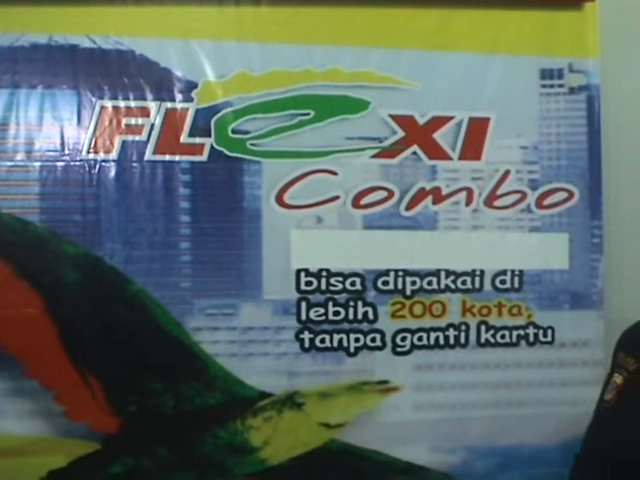 FLeXI
Combo
bisa dipakai di
lebih 200 kota,
tanpa ganti kartu